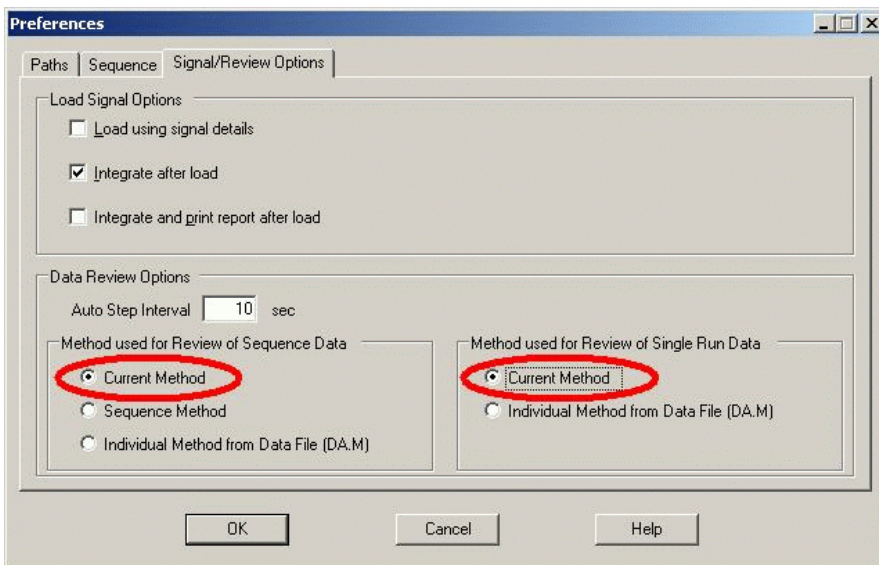 Preferences
Paths
Sequence
Signal/Review Options
Load Signal Options
Load using signal details
Integrate after load
Integrate and print report after load
Data Review Options
Auto Step Interval 10 sec
Method used for Review of Sequence Data
Current Method
Sequence Method
Individual Method from Data File (DA.M)
Method used for Review of Single Run Data
Current Method
Individual Method from Data File (DA.M)
OK
Cancel
Help